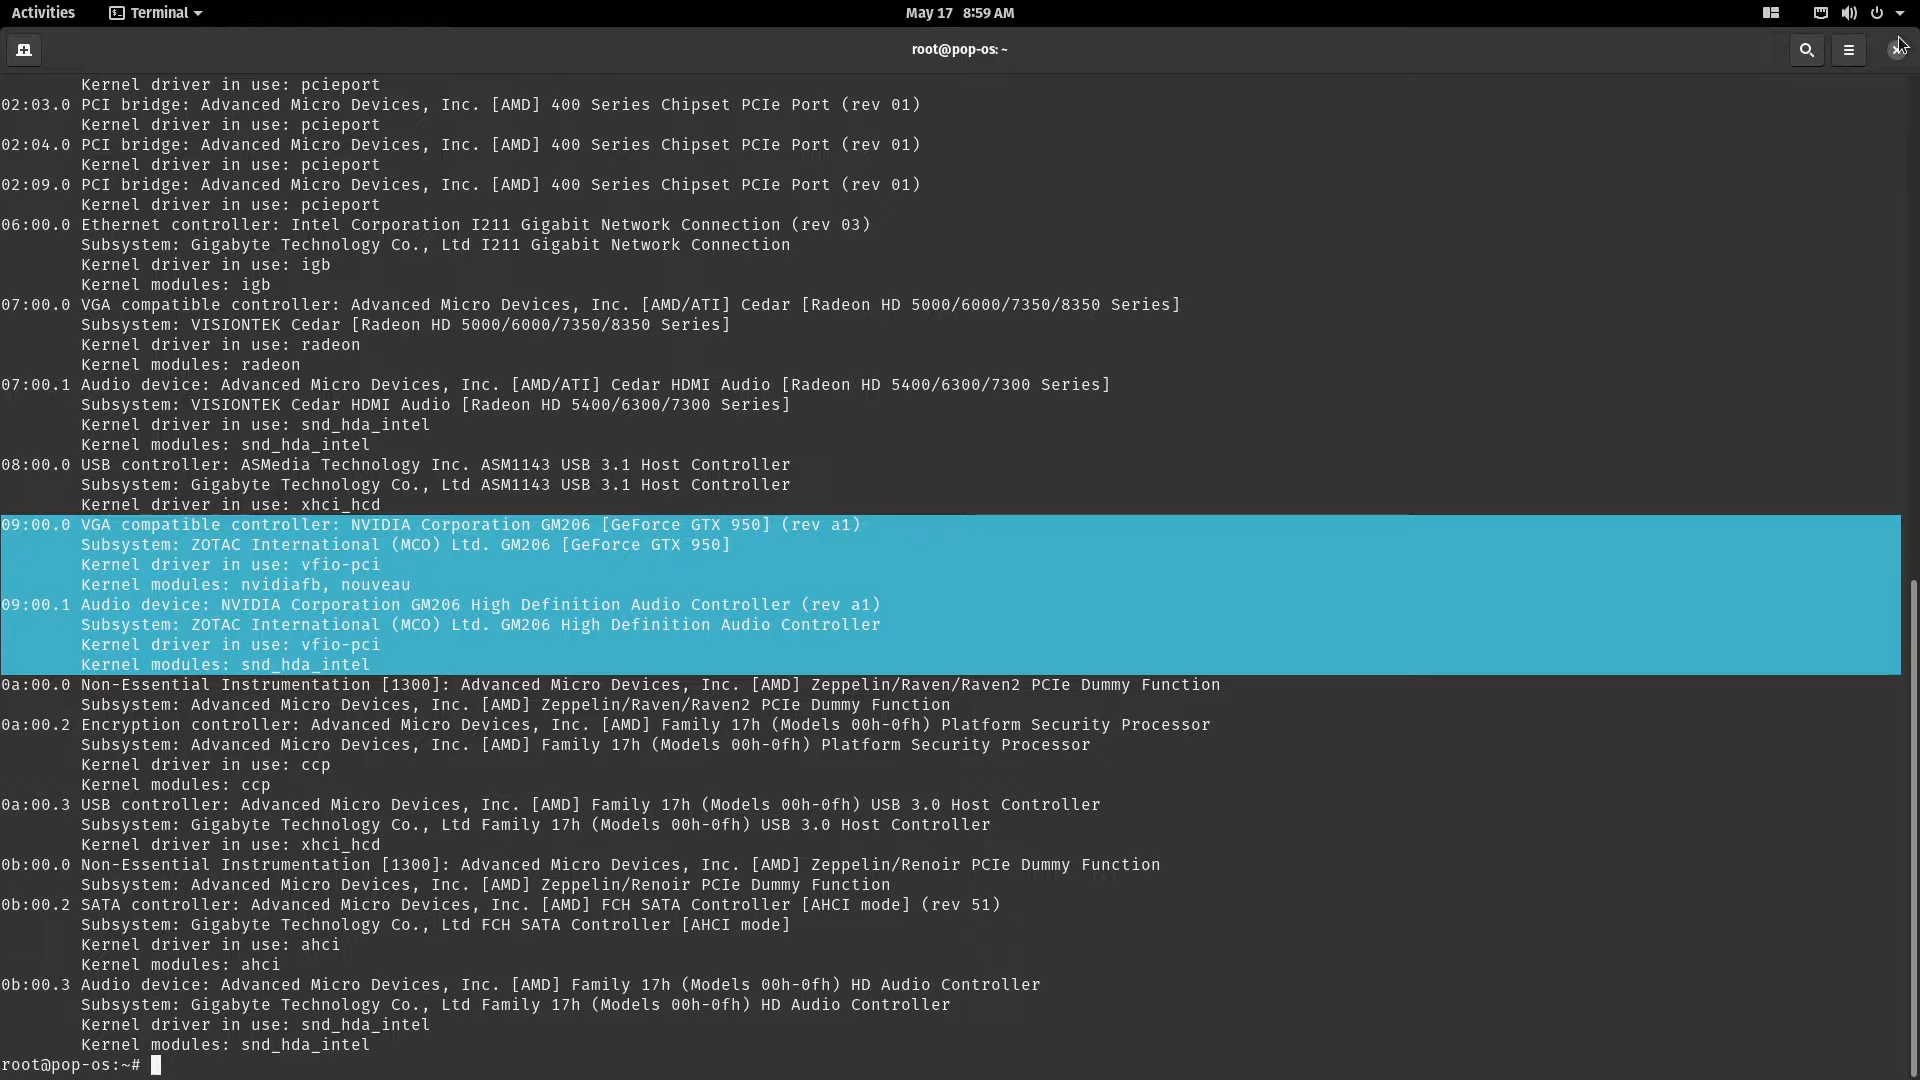 Activities Terminal May 17 8:59 AM
root@pop-os: ~
Kernel driver in use: pcieport
02:03.0 PCI bridge: Advanced Micro Devices, Inc. [AMD] 400 Series Chipset PCIe Port (rev 01)
Kernel driver in use: pcieport
02:04.0 PCI bridge: Advanced Micro Devices, Inc. [AMD] 400 Series Chipset PCIe Port (rev 01)
Kernel driver in use: pcieport
02:09.0 PCI bridge: Advanced Micro Devices, Inc. [AMD] 400 Series Chipset PCIe Port (rev 01)
Kernel driver in use: pcieport
06:00.0 Ethernet controller: Intel Corporation I211 Gigabit Network Connection (rev 03)
Subsystem: Gigabyte Technology Co., Ltd I211 Gigabit Network Connection
Kernel driver in use: igb
Kernel modules: igb
07:00.0 VGA compatible controller: Advanced Micro Devices, Inc. [AMD/ATI] Cedar [Radeon HD 5000/6000/7350/8350 Series]
Subsystem: VISIONTEK Cedar [Radeon HD 5000/6000/7350/8350 Series]
Kernel driver in use: radeon
Kernel modules: radeon
07:00.1 Audio device: Advanced Micro Devices, Inc. [AMD/ATI] Cedar HDMI Audio [Radeon HD 5400/6300/7300 Series]
Subsystem: VISIONTEK Cedar HDMI Audio [Radeon HD 5400/6300/7300 Series]
Kernel driver in use: snd_hda_intel
Kernel modules: snd_hda_intel
08:00.0 USB controller: ASMedia Technology Inc. ASM1143 USB 3.1 Host Controller
Subsystem: Gigabyte Technology Co., Ltd ASM1143 USB 3.1 Host Controller
Kernel driver in use: xhci_hcd
09:00.0 VGA compatible controller: NVIDIA Corporation GM206 [GeForce GTX 950] (rev a1)
Subsystem: ZOTAC International (MCO) Ltd. GM206 [GeForce GTX 950]
Kernel driver in use: vfio-pci
Kernel modules: nvidiafb, nouveau
09:00.1 Audio device: NVIDIA Corporation GM206 High Definition Audio Controller (rev a1)
Subsystem: ZOTAC International (MCO) Ltd. GM206 High Definition Audio Controller
Kernel driver in use: vfio-pci
Kernel modules: snd_hda_intel
0a:00.0 Non-Essential Instrumentation [1300]: Advanced Micro Devices, Inc. [AMD] Zeppelin/Raven/Raven2 PCIe Dummy Function
Subsystem: Advanced Micro Devices, Inc. [AMD] Zeppelin/Raven/Raven2 PCIe Dummy Function
0a:00.2 Encryption controller: Advanced Micro Devices, Inc. [AMD] Family 17h (Models 00h-0fh) Platform Security Processor
Subsystem: Advanced Micro Devices, Inc. [AMD] Family 17h (Models 00h-0fh) Platform Security Processor
Kernel driver in use: ccp
Kernel modules: ccp
0a:00.3 USB controller: Advanced Micro Devices, Inc. [AMD] Family 17h (Models 00h-0fh) USB 3.0 Host Controller
Subsystem: Gigabyte Technology Co., Ltd Family 17h (Models 00h-0fh) USB 3.0 Host Controller
Kernel driver in use: xhci_hcd
0b:00.0 Non-Essential Instrumentation [1300]: Advanced Micro Devices, Inc. [AMD] Zeppelin/Renoir PCIe Dummy Function
Subsystem: Advanced Micro Devices, Inc. [AMD] Zeppelin/Renoir PCIe Dummy Function
0b:00.2 SATA controller: Advanced Micro Devices, Inc. [AMD] FCH SATA Controller [AHCI mode] (rev 51)
Subsystem: Gigabyte Technology Co., Ltd FCH SATA Controller [AHCI mode]
Kernel driver in use: ahci
Kernel modules: ahci
0b:00.3 Audio device: Advanced Micro Devices, Inc. [AMD] Family 17h (Models 00h-0fh) HD Audio Controller
Subsystem: Gigabyte Technology Co., Ltd Family 17h (Models 00h-0fh) HD Audio Controller
Kernel driver in use: snd_hda_intel
Kernel modules: snd_hda_intel
root@pop-os:~#